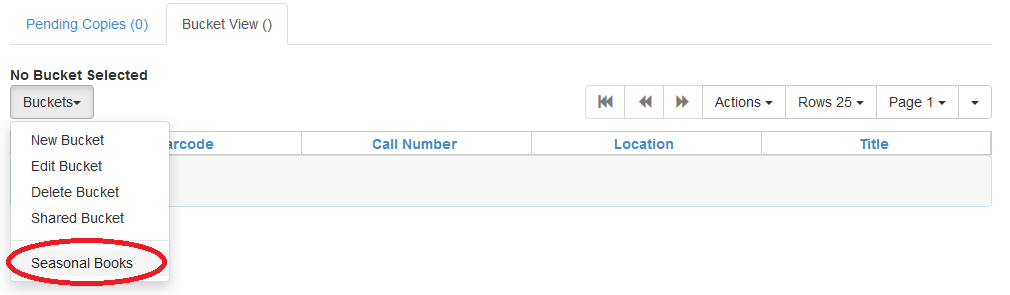 Pending Copies (0) Bucket View ()
No Bucket Selected
Buckets Actions Rows 25 Page 1
arcode Call Number Location Title
New Bucket
Edit Bucket
Delete Bucket
Shared Bucket
Seasonal Books